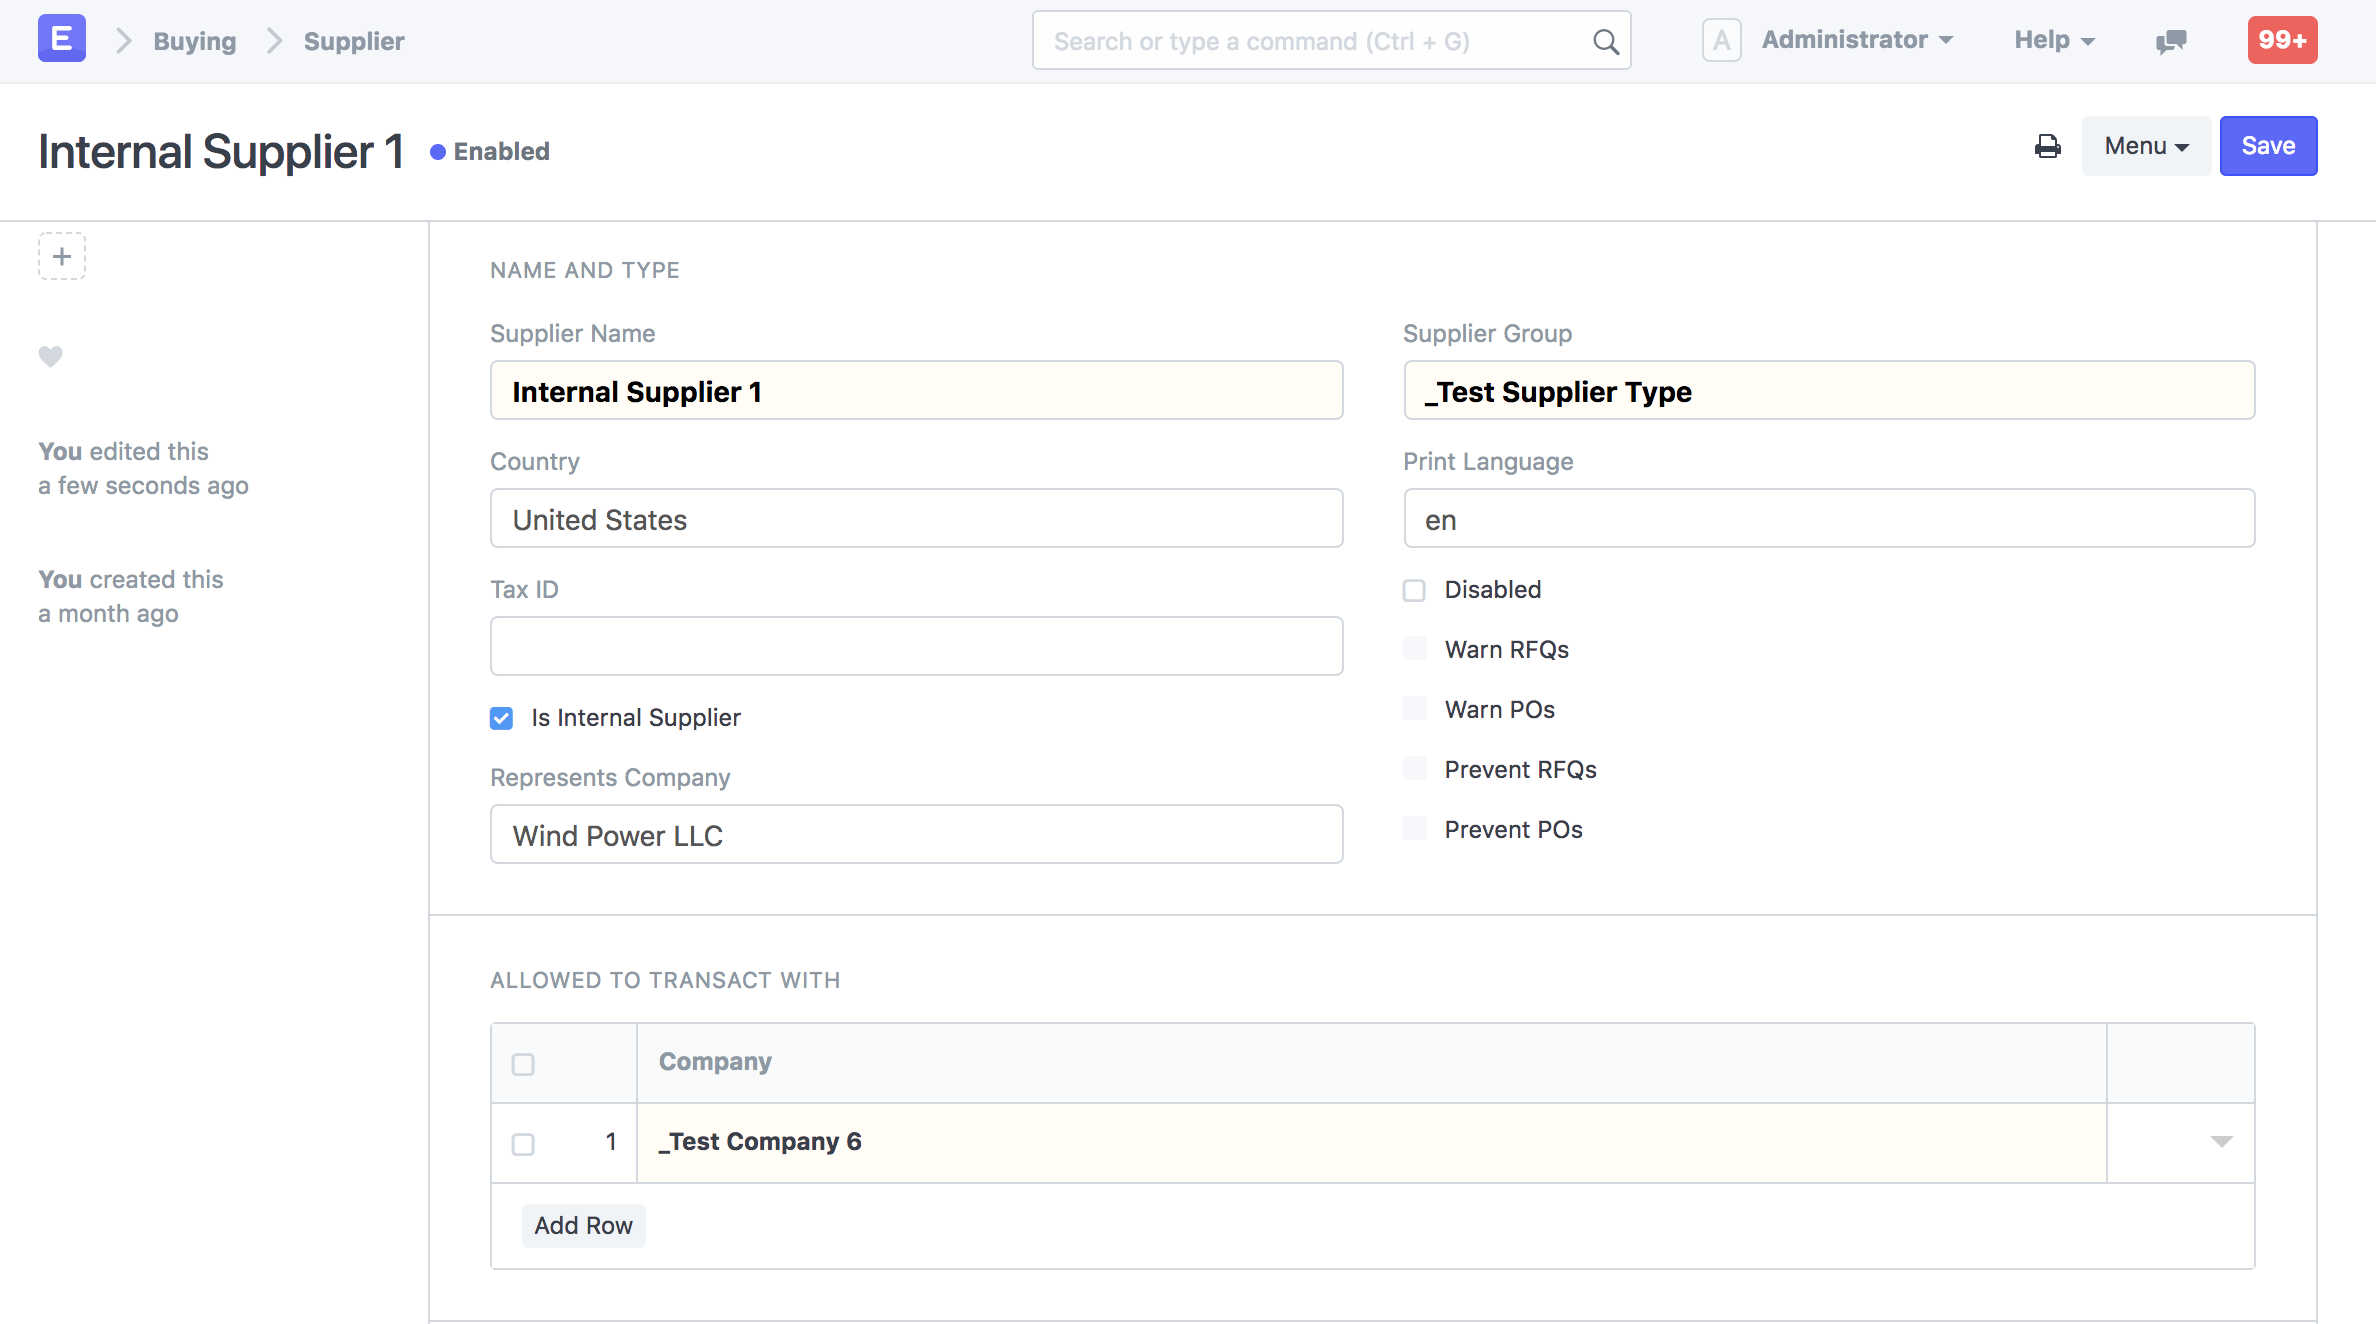 E
Buying
Supplier
Search or type a command (Ctrl + G)
A
Administrator
Help
99+
Internal Supplier 1
Enabled
Menu
Save
+
You edited this
a few seconds ago
You created this
a month ago
NAME AND TYPE
Supplier Name
Internal Supplier 1
Country
United States
Tax ID
Is Internal Supplier
Represents Company
Wind Power LLC
Supplier Group
_Test Supplier Type
Print Language
en
Disabled
Warn RFQs
Warn POs
Prevent RFQs
Prevent POs
ALLOWED TO TRANSACT WITH
Company
1 _Test Company 6
Add Row